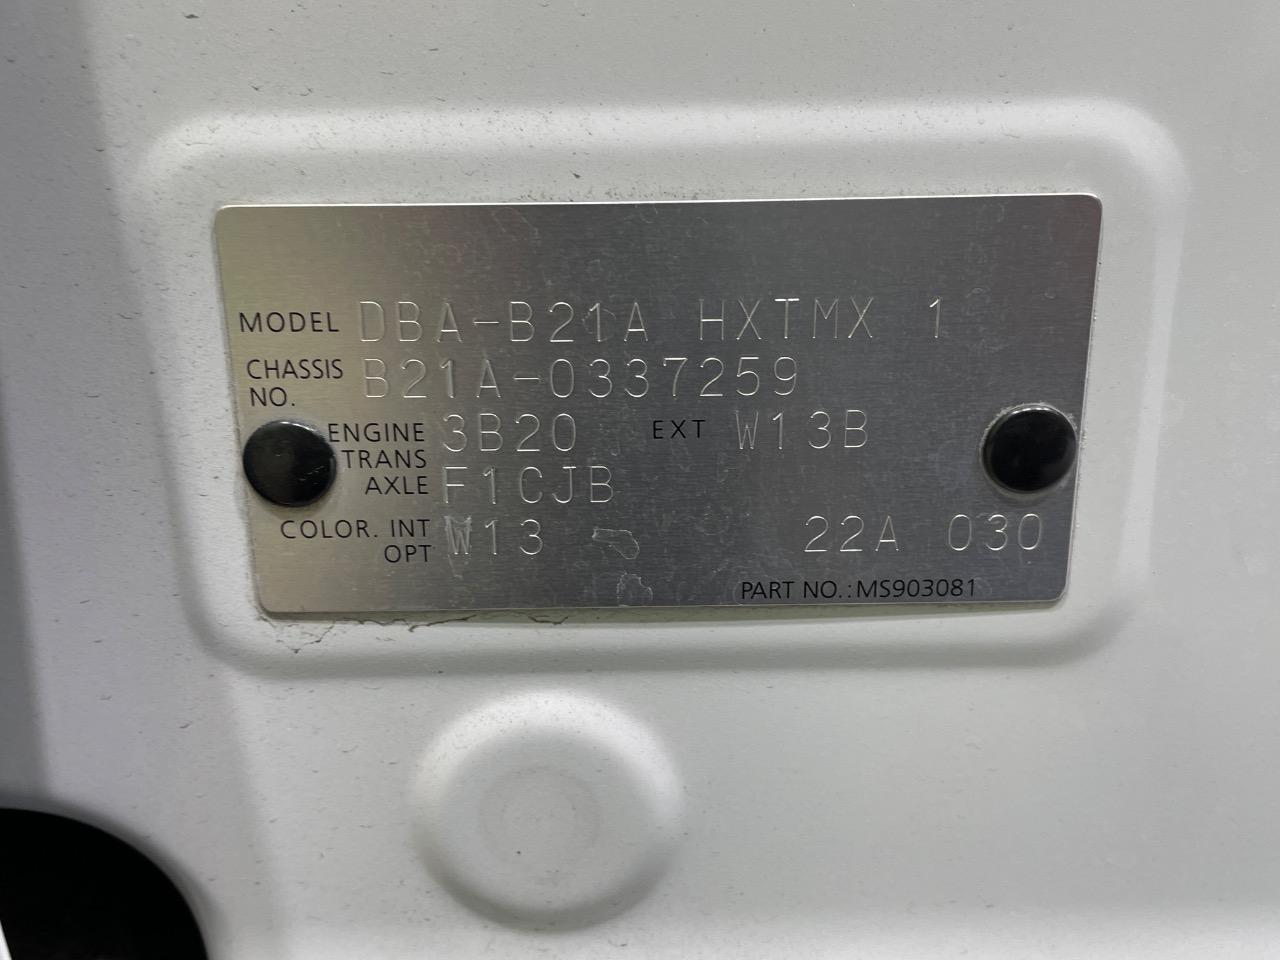 MODEL DBA-B21A HXTMX 1
CHASSIS NO. B21A-0337259
ENGINE 3B20 EXT W13B
TRANS AXLE F1CJB
COLOR. INT OPT W13 22A 030
PART NO.:MS903081